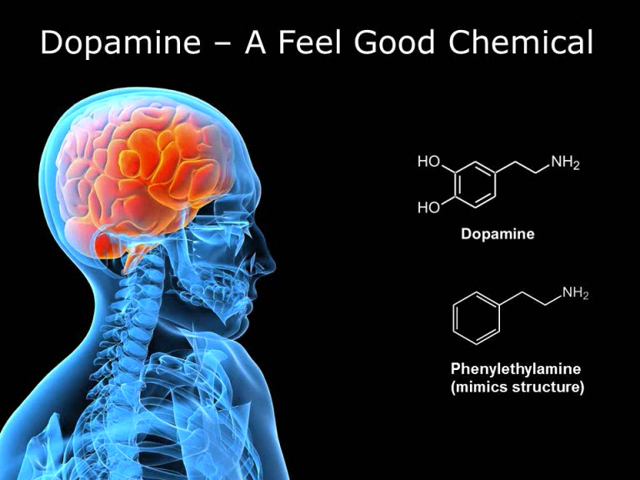 Dopamine – A Feel Good Chemical
HO
NH2
HO
Dopamine
NH2
Phenylethylamine
(mimics structure)